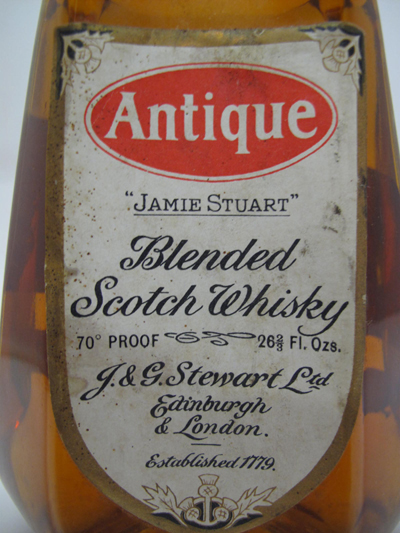 Antique
"JAMIE STUART"
Blended
Scotch Whisky
70° PROOF 26⅔ Fl. Ozs.
J. & G. Stewart Ltd
Edinburgh
& London.
Established 1779.